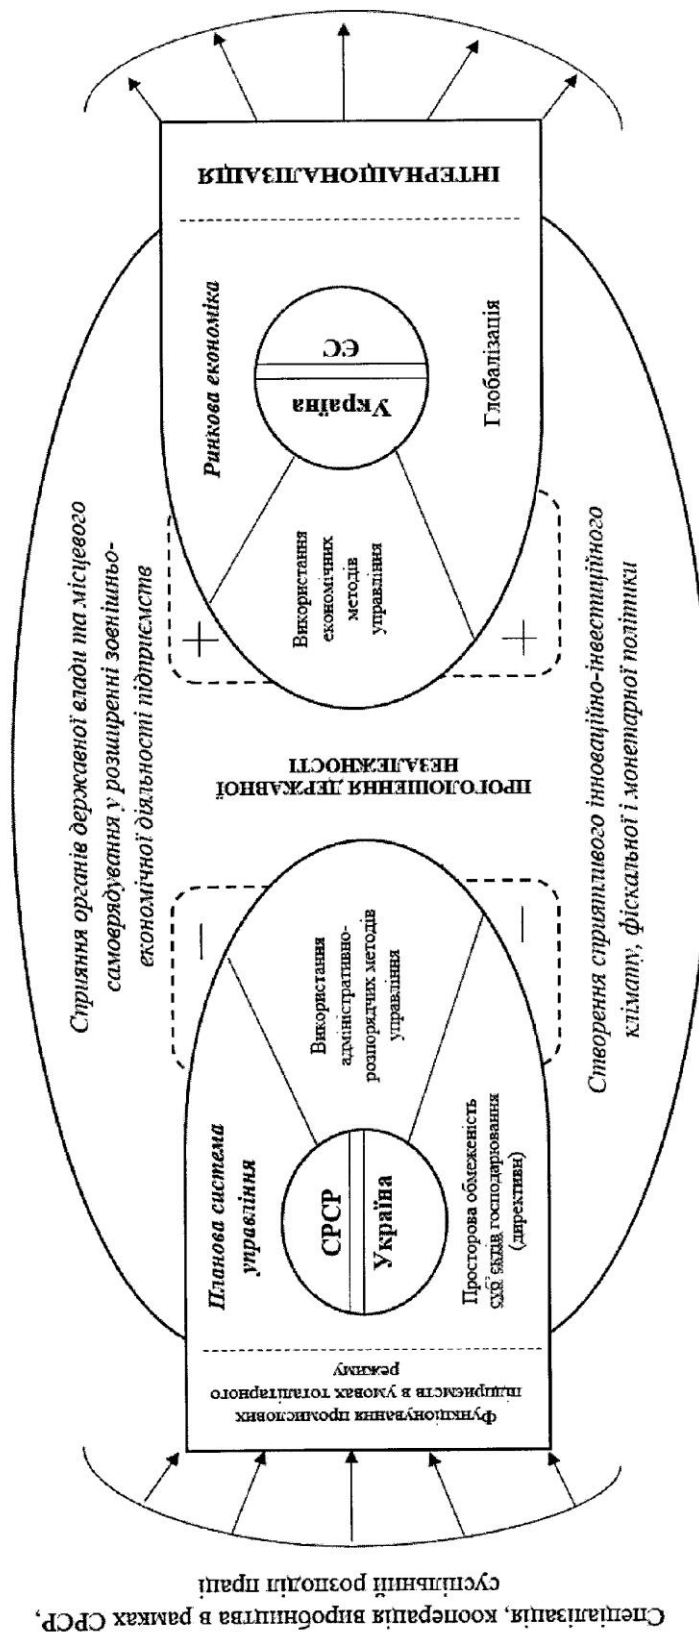 Спеціалізація, кооперація виробництва в рамках СРСР,
суспільний розподіл праці
Функціонування промислових
підприємств в умовах тоталітарного
режиму
Планова система
управління
СРСР
Україна
Просторова обмеженість
суб’єктів господарювання
(директиви)
Використання
адміністративно-
розпорядчих методів
управління
–
–
Сприяння органів державної влади та місцевого
самоврядування у розширенні зовнішньо-
економічної діяльності підприємств
ПРОГОЛОШЕННЯ ДЕРЖАВНОЇ
НЕЗАЛЕЖНОСТІ
Створення сприятливого інноваційно-інвестиційного
клімату, фіскальної і монетарної політики
+
+
Використання
економічних
методів
управління
Ринкова економіка
Україна
ЄС
Глобалізація
ІНТЕРНАЦІОНАЛІЗАЦІЯ